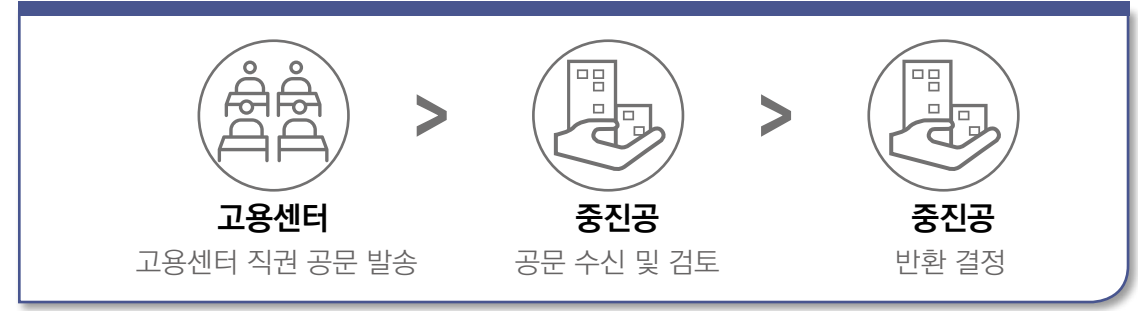 고용센터
고용센터 직권 공문 발송
>
중진공
공문 수신 및 검토
>
중진공
반환 결정